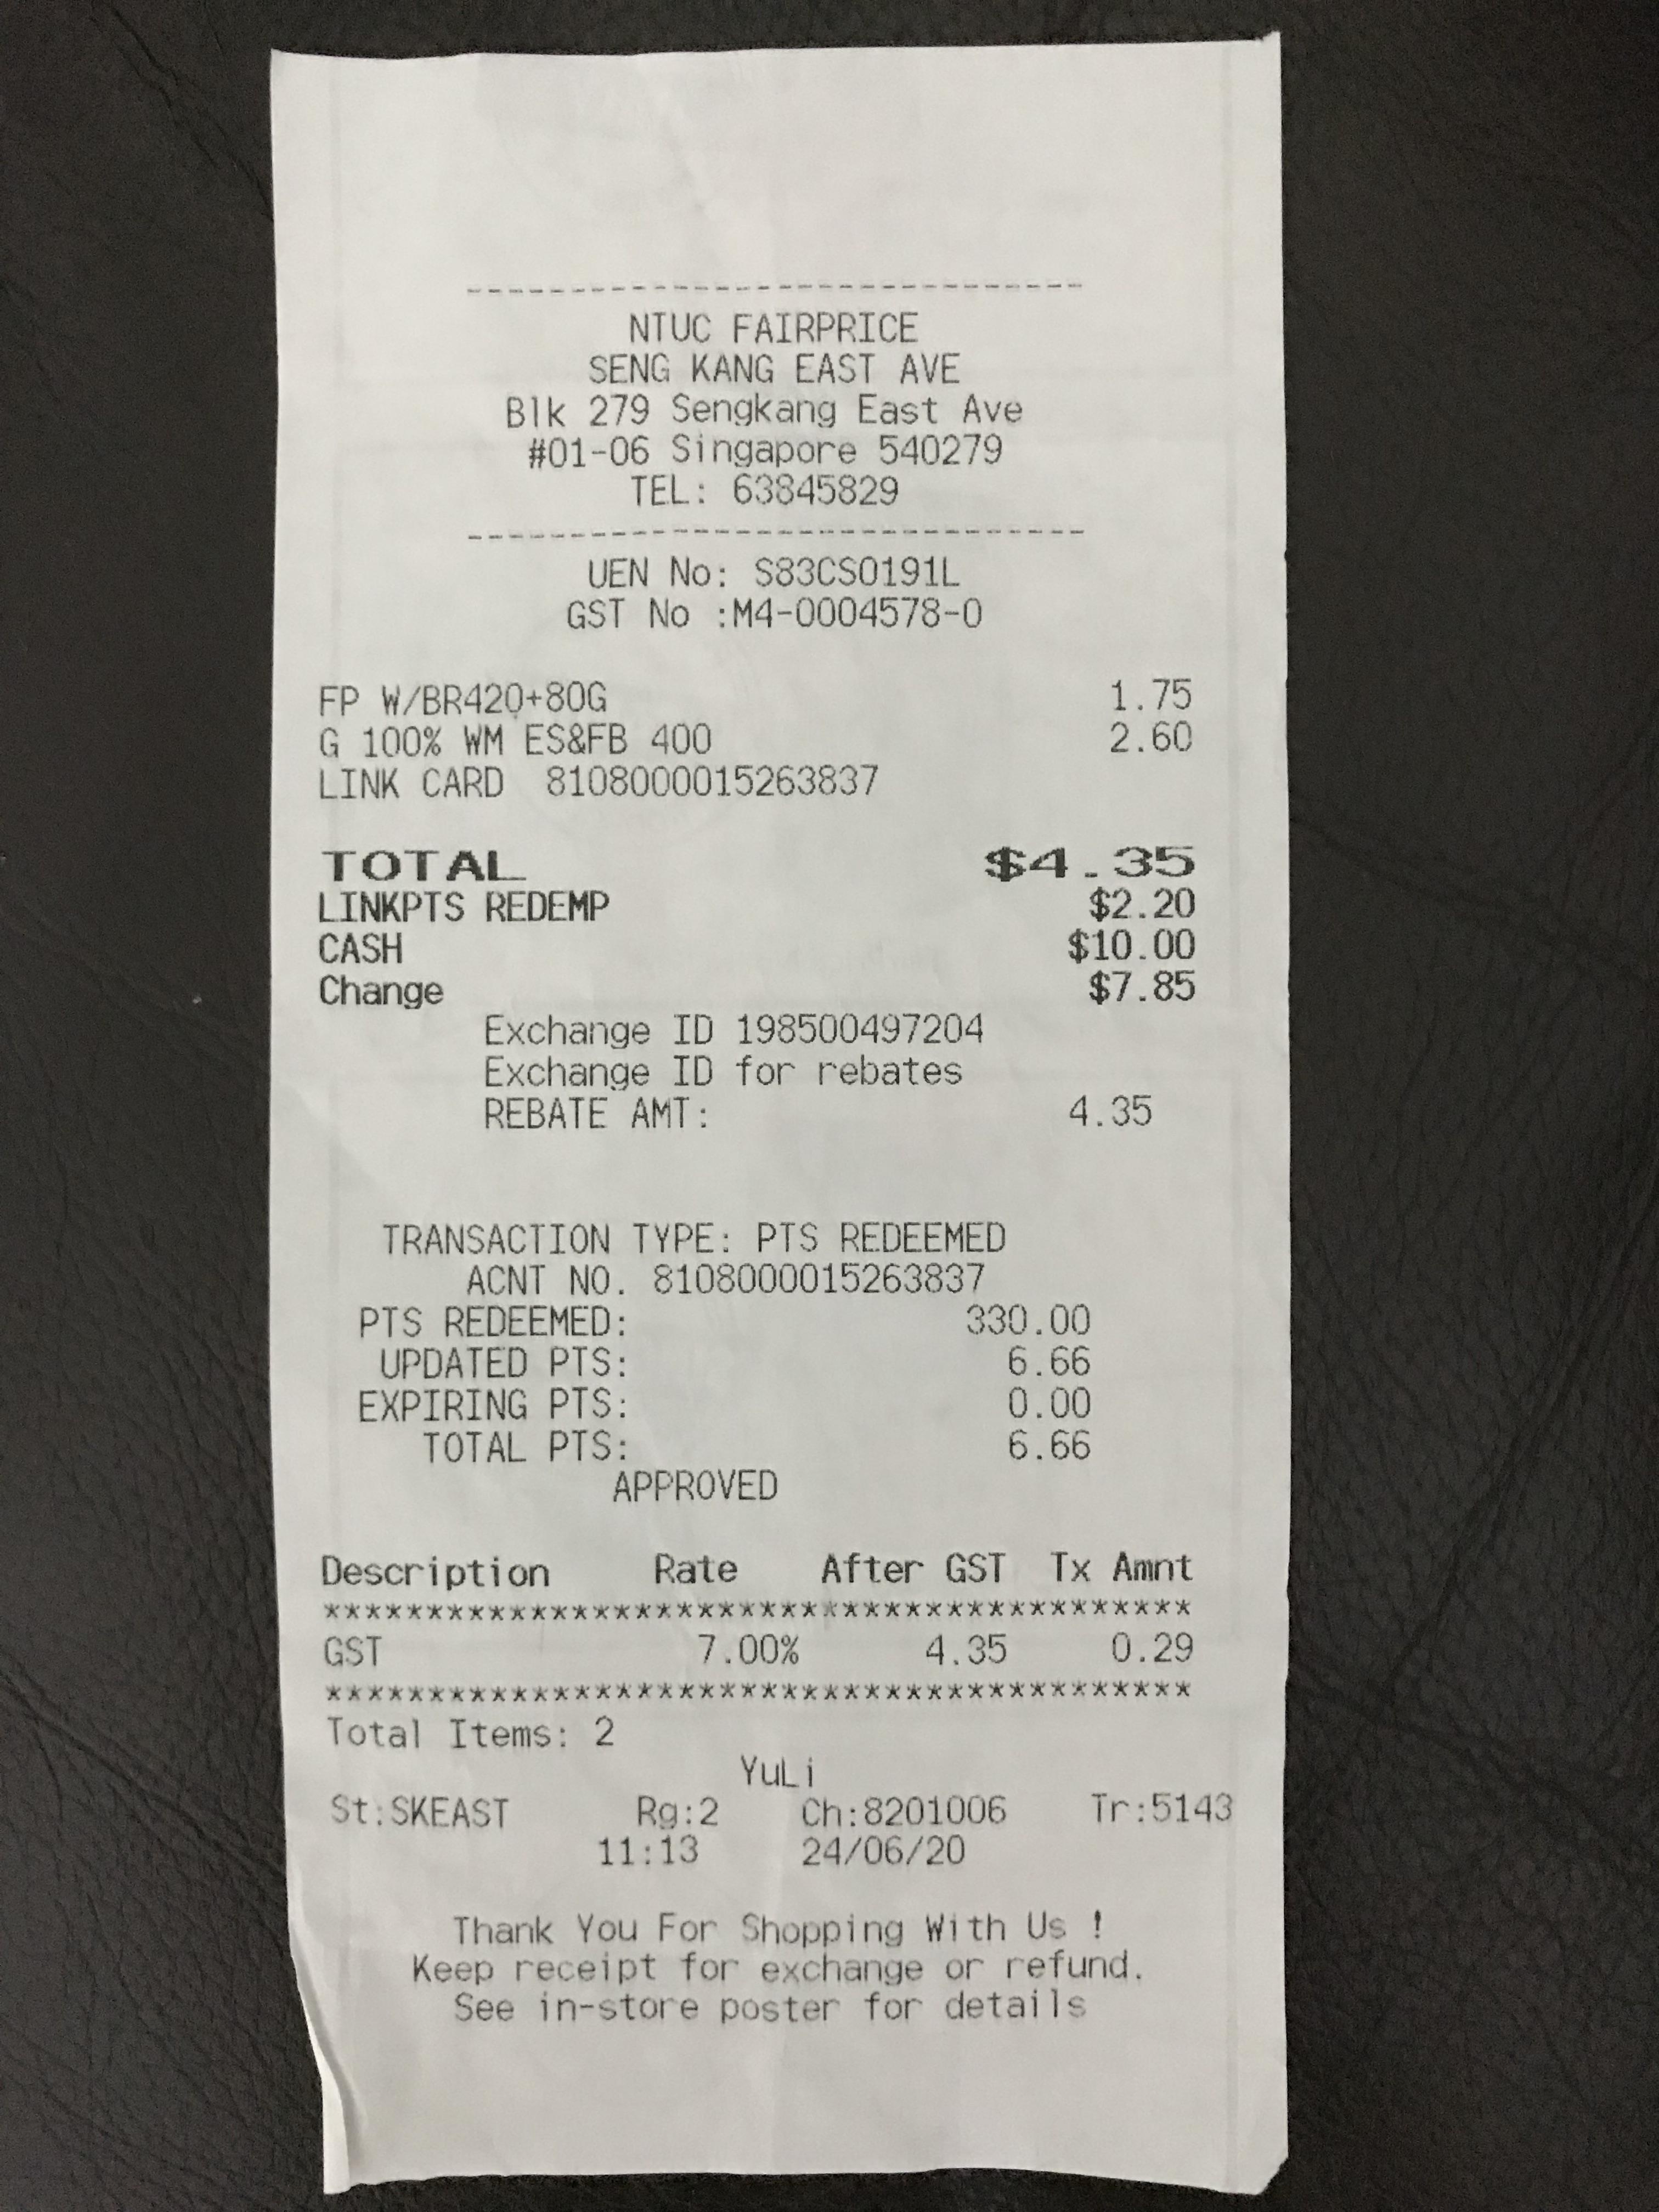 ------------------------------
NTUC FAIRPRICE
SENG KANG EAST AVE
Blk 279 Sengkang East Ave
#01-06 Singapore 540279
TEL: 63845829
------------------------------
UEN No: S83CS0191L
GST No :M4-0004578-0
FP W/BR420+80G 1.75
G 100% WM ES&FB 400 2.60
LINK CARD 8108000015263837
TOTAL $4.35
LINKPTS REDEMP $2.20
CASH $10.00
Change $7.85
Exchange ID 198500497204
Exchange ID for rebates
REBATE AMT: 4.35
TRANSACTION TYPE: PTS REDEEMED
ACNT NO. 8108000015263837
PTS REDEEMED: 330.00
UPDATED PTS: 6.66
EXPIRING PTS: 0.00
TOTAL PTS: 6.66
APPROVED
Description Rate After GST Tx Amnt
******************************************
GST 7.00% 4.35 0.29
******************************************
Total Items: 2
YuLi
St:SKEAST Rg:2 Ch:8201006 Tr:5143
11:13 24/06/20
Thank You For Shopping With Us !
Keep receipt for exchange or refund.
See in-store poster for details